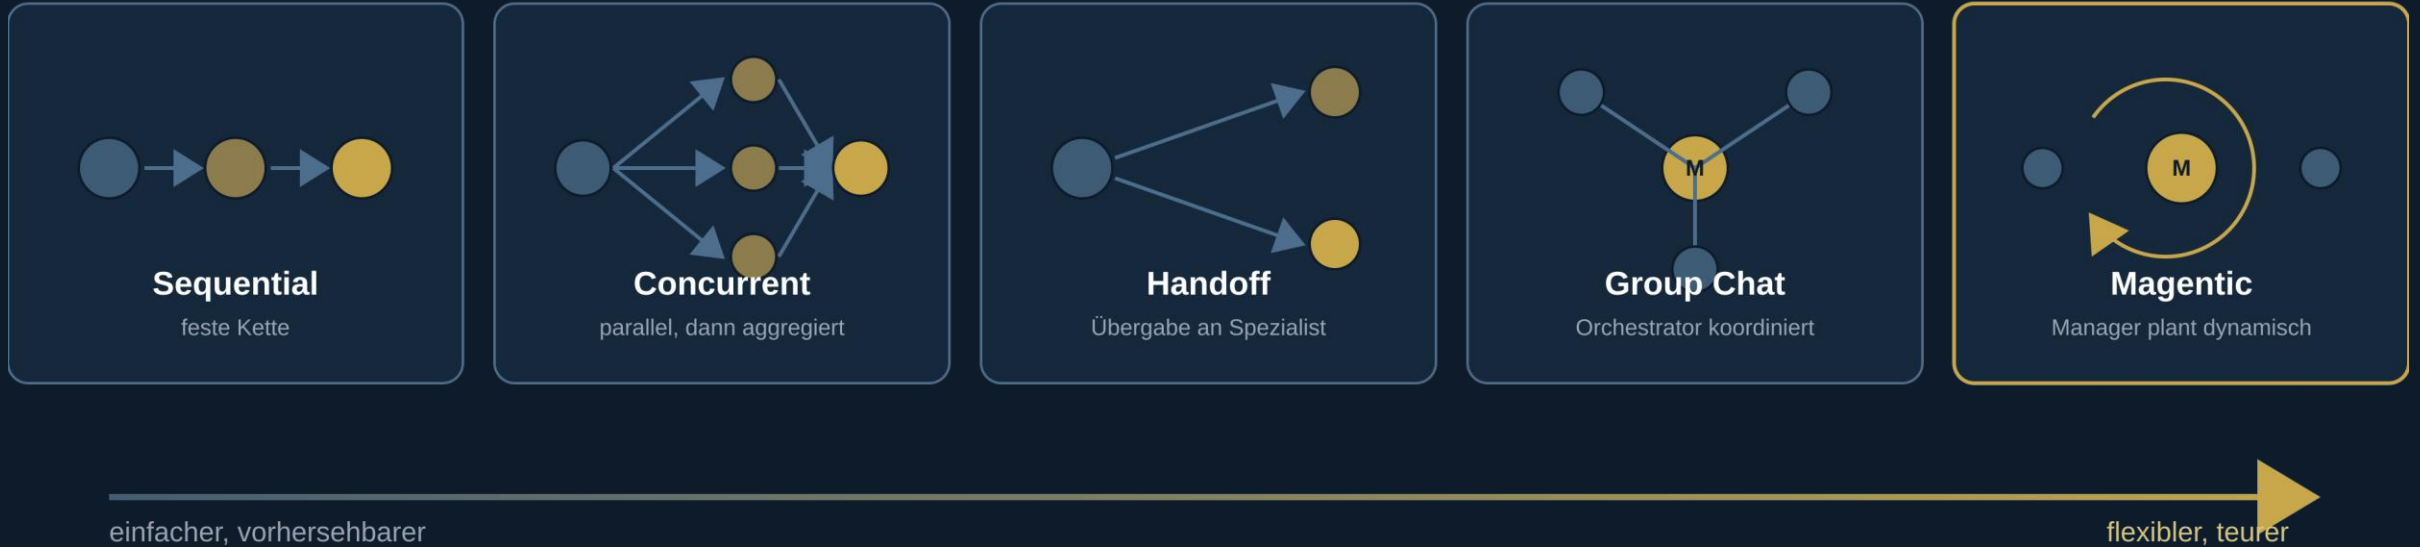 M
M
Sequential
Concurrent
Handoff
Group Chat
Magentic
feste Kette
parallel, dann aggregiert
Übergabe an Spezialist
Orchestrator koordiniert
Manager plant dynamisch
einfacher, vorhersehbarer
flexibler, teurer